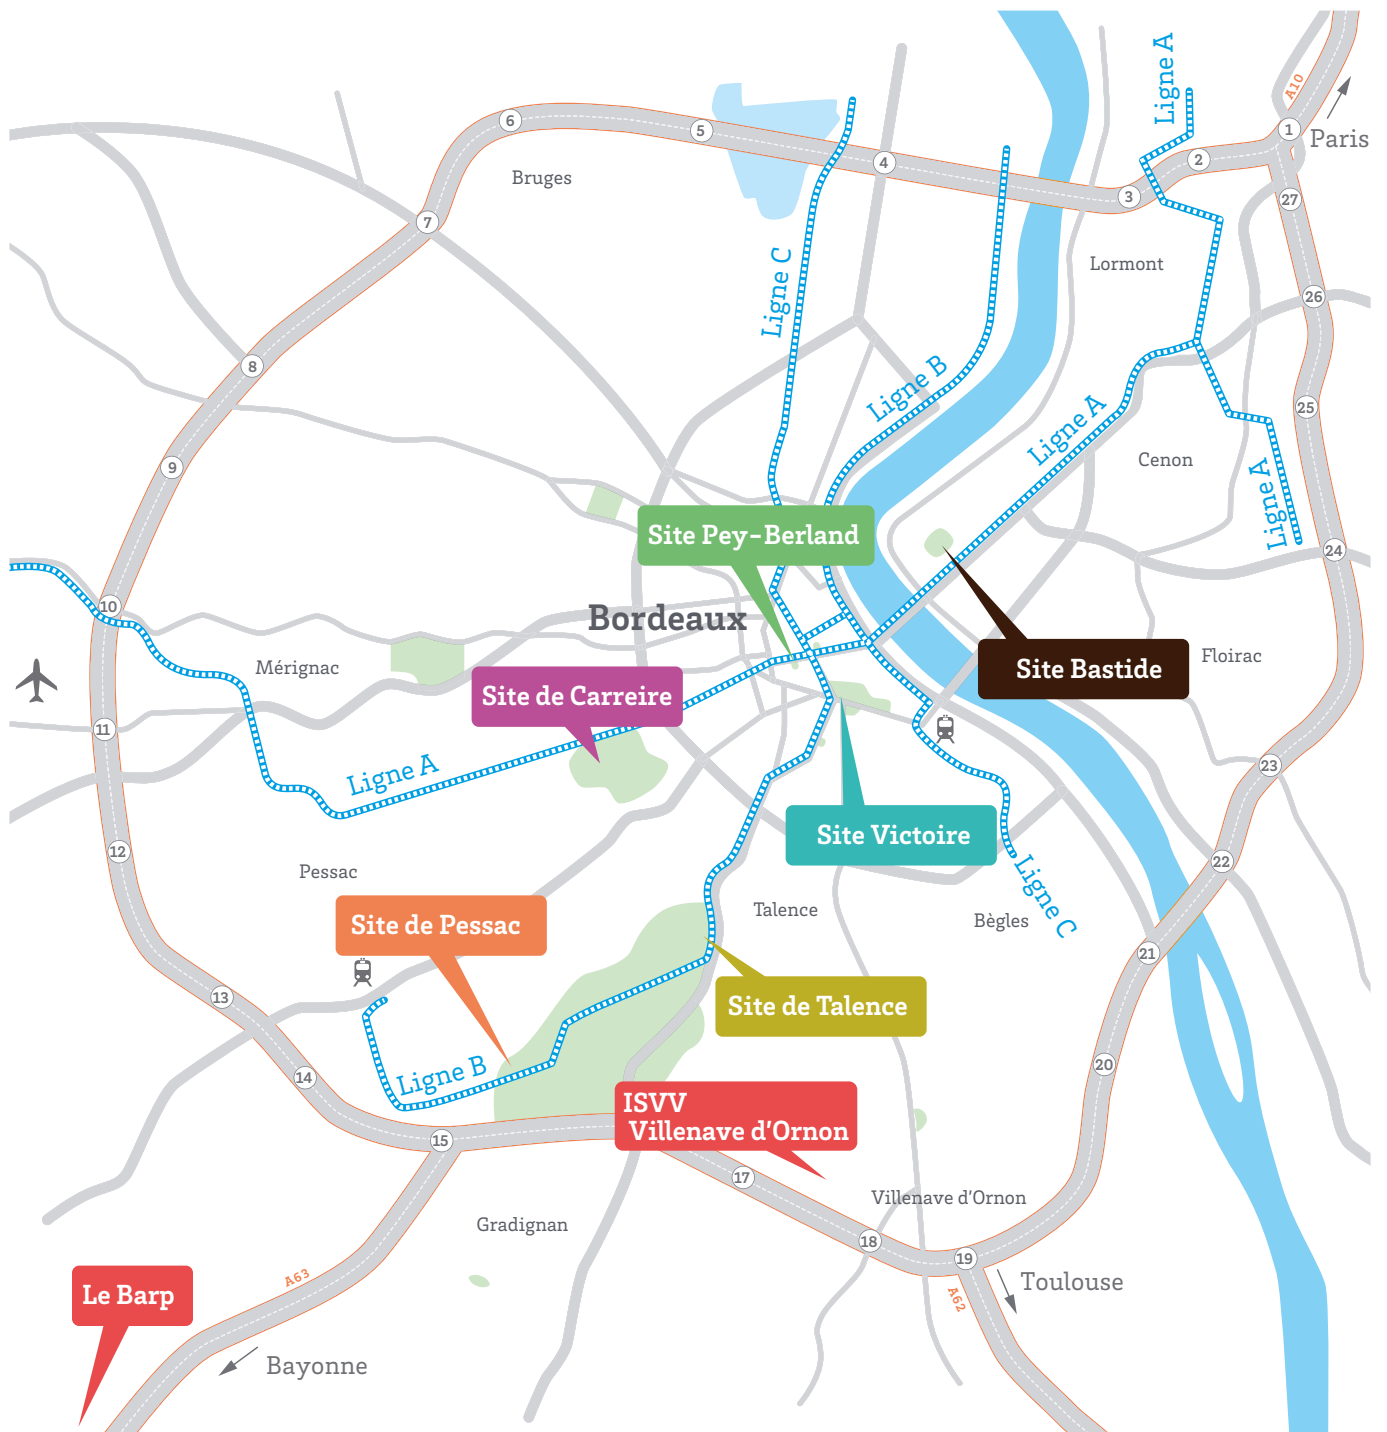 Ligne A
A10
Paris
1
2
3
4
5
6
7
27
Bruges
Lormont
Ligne C
26
Ligne B
8
Ligne A
25
9
Cenon
Ligne A
Site Pey-Berland
24
10
Bordeaux
Mérignac
Site Bastide
Floirac
Site de Carreire
11
Ligne A
23
Site Victoire
12
22
Pessac
Talence
Ligne C
Bègles
Site de Pessac
21
13
Site de Talence
14
Ligne B
20
ISVV
Villenave d'Ornon
15
17
Villenave d'Ornon
Gradignan
18
19
A63
Toulouse
A62
Le Barp
Bayonne